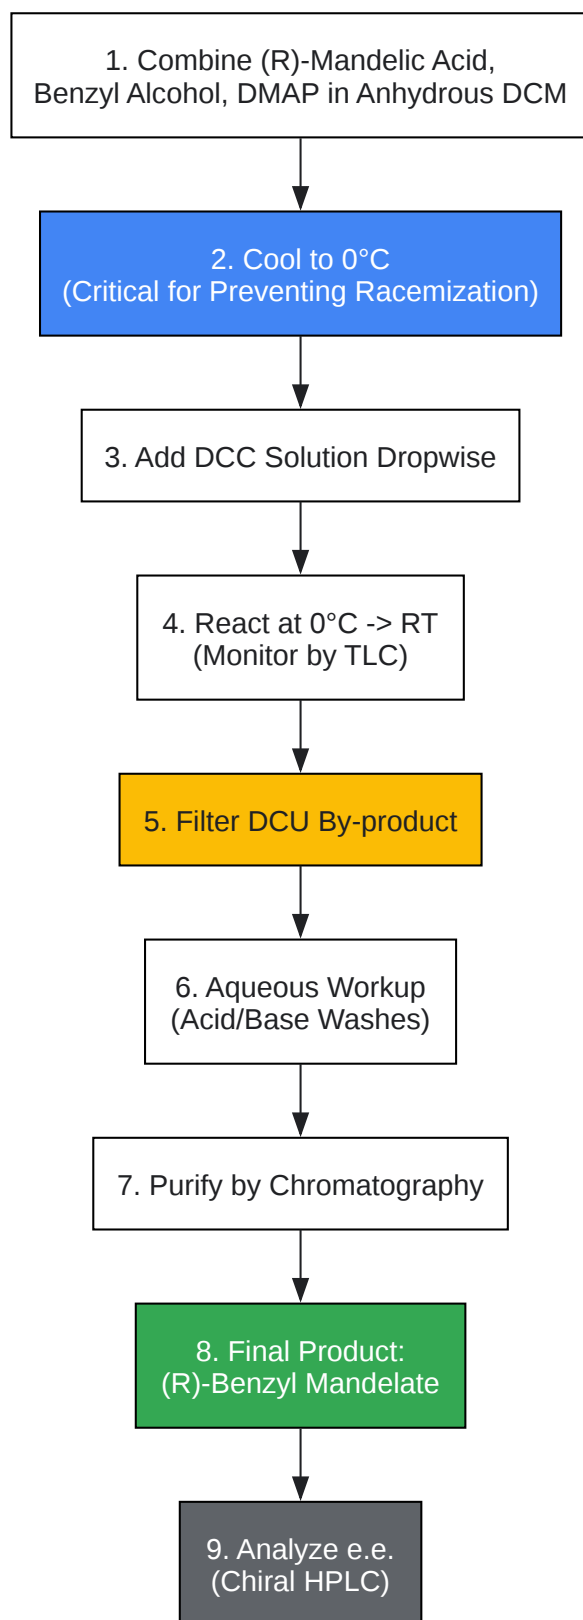 1. Combine (R)-Mandelic Acid,
Benzyl Alcohol, DMAP in Anhydrous DCM
2. Cool to 0°C
(Critical for Preventing Racemization)
3. Add DCC Solution Dropwise
4. React at 0°C -> RT
(Monitor by TLC)
5. Filter DCU By-product
6. Aqueous Workup
(Acid/Base Washes)
7. Purify by Chromatography
8. Final Product:
(R)-Benzyl Mandelate
9. Analyze e.e.
(Chiral HPLC)